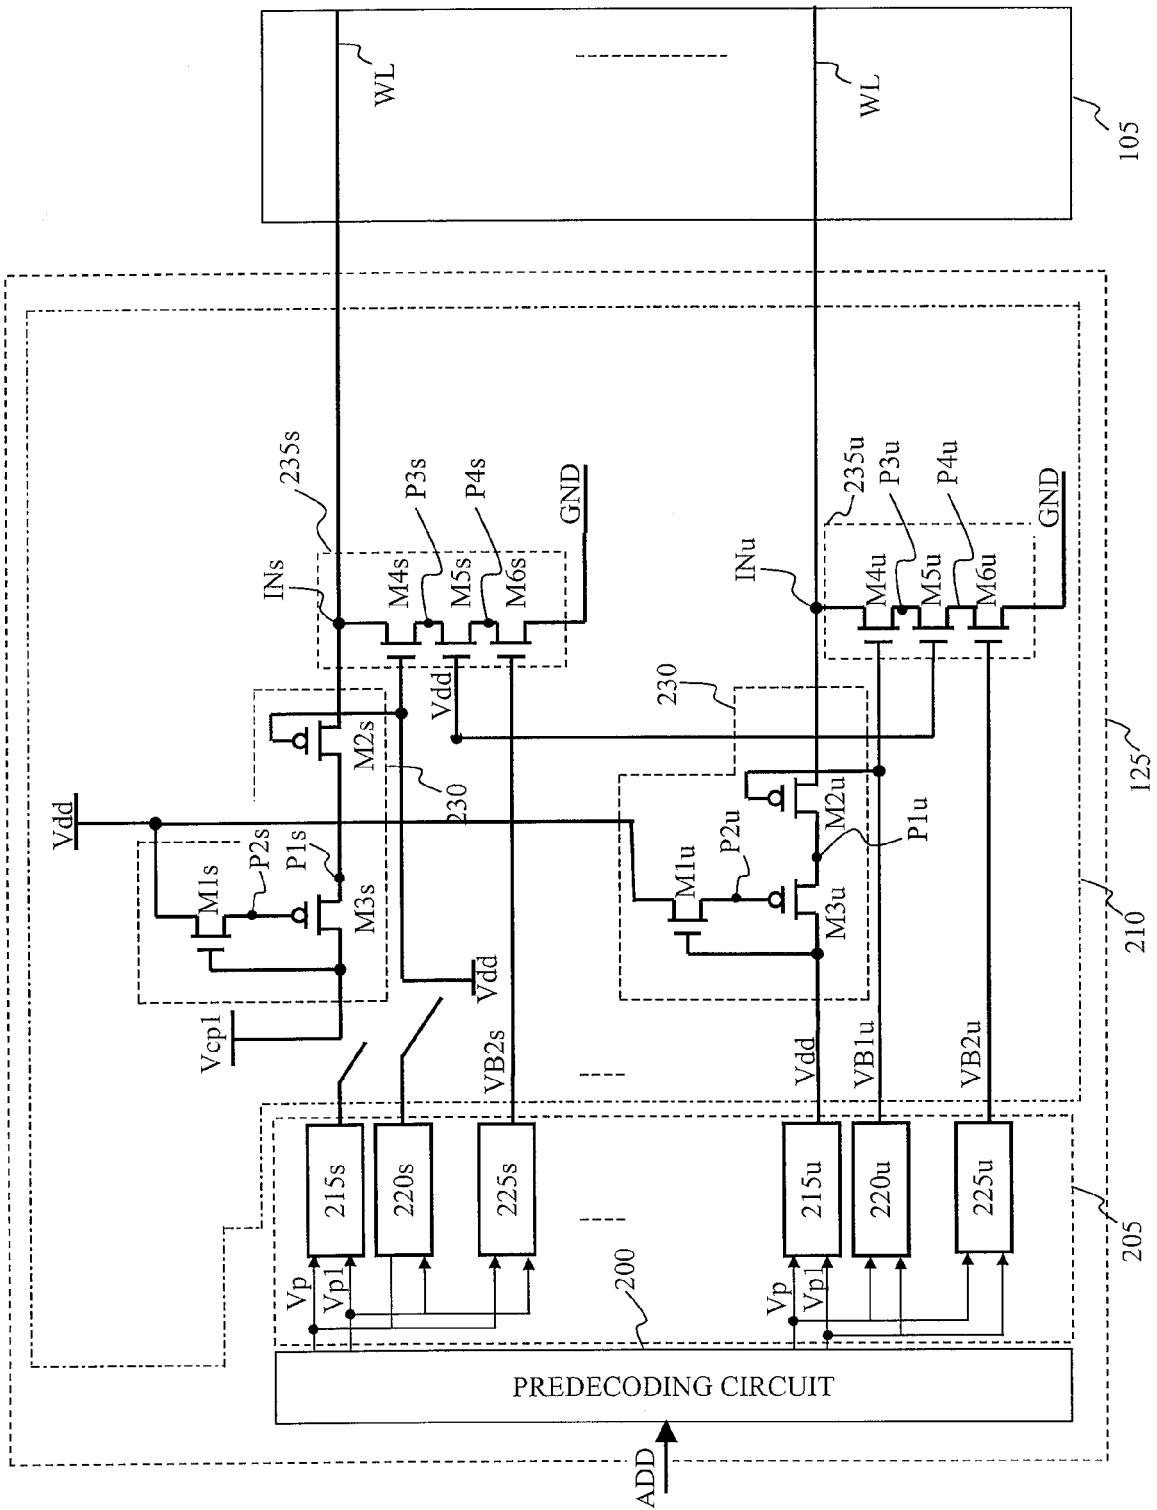 WL
WL
105
235s
INs
P3s
P4s
GND
M4s
M5s
M6s
235u
INu
P3u
P4u
GND
M4u
M5u
M6u
Vdd
230
M2s
230
Vdd
M1s
P2s
P1s
M3s
M1u
P2u
M2u
P1u
M3u
Vdd
Vcp1
VB2s
Vdd
VB1u
VB2u
125
210
215s
220s
225s
215u
220u
225u
205
Vp
Vp1
200
Vp
Vp1
PREDECODING CIRCUIT
ADD